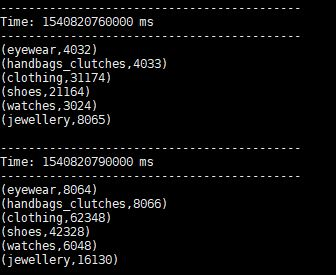 -------------------------------------------
Time: 1540820760000 ms
-------------------------------------------
(eyewear,4032)
(handbags_clutches,4033)
(clothing,31174)
(shoes,21164)
(watches,3024)
(jewellery,8065)
-------------------------------------------
Time: 1540820790000 ms
-------------------------------------------
(eyewear,8064)
(handbags_clutches,8066)
(clothing,62348)
(shoes,42328)
(watches,6048)
(jewellery,16130)